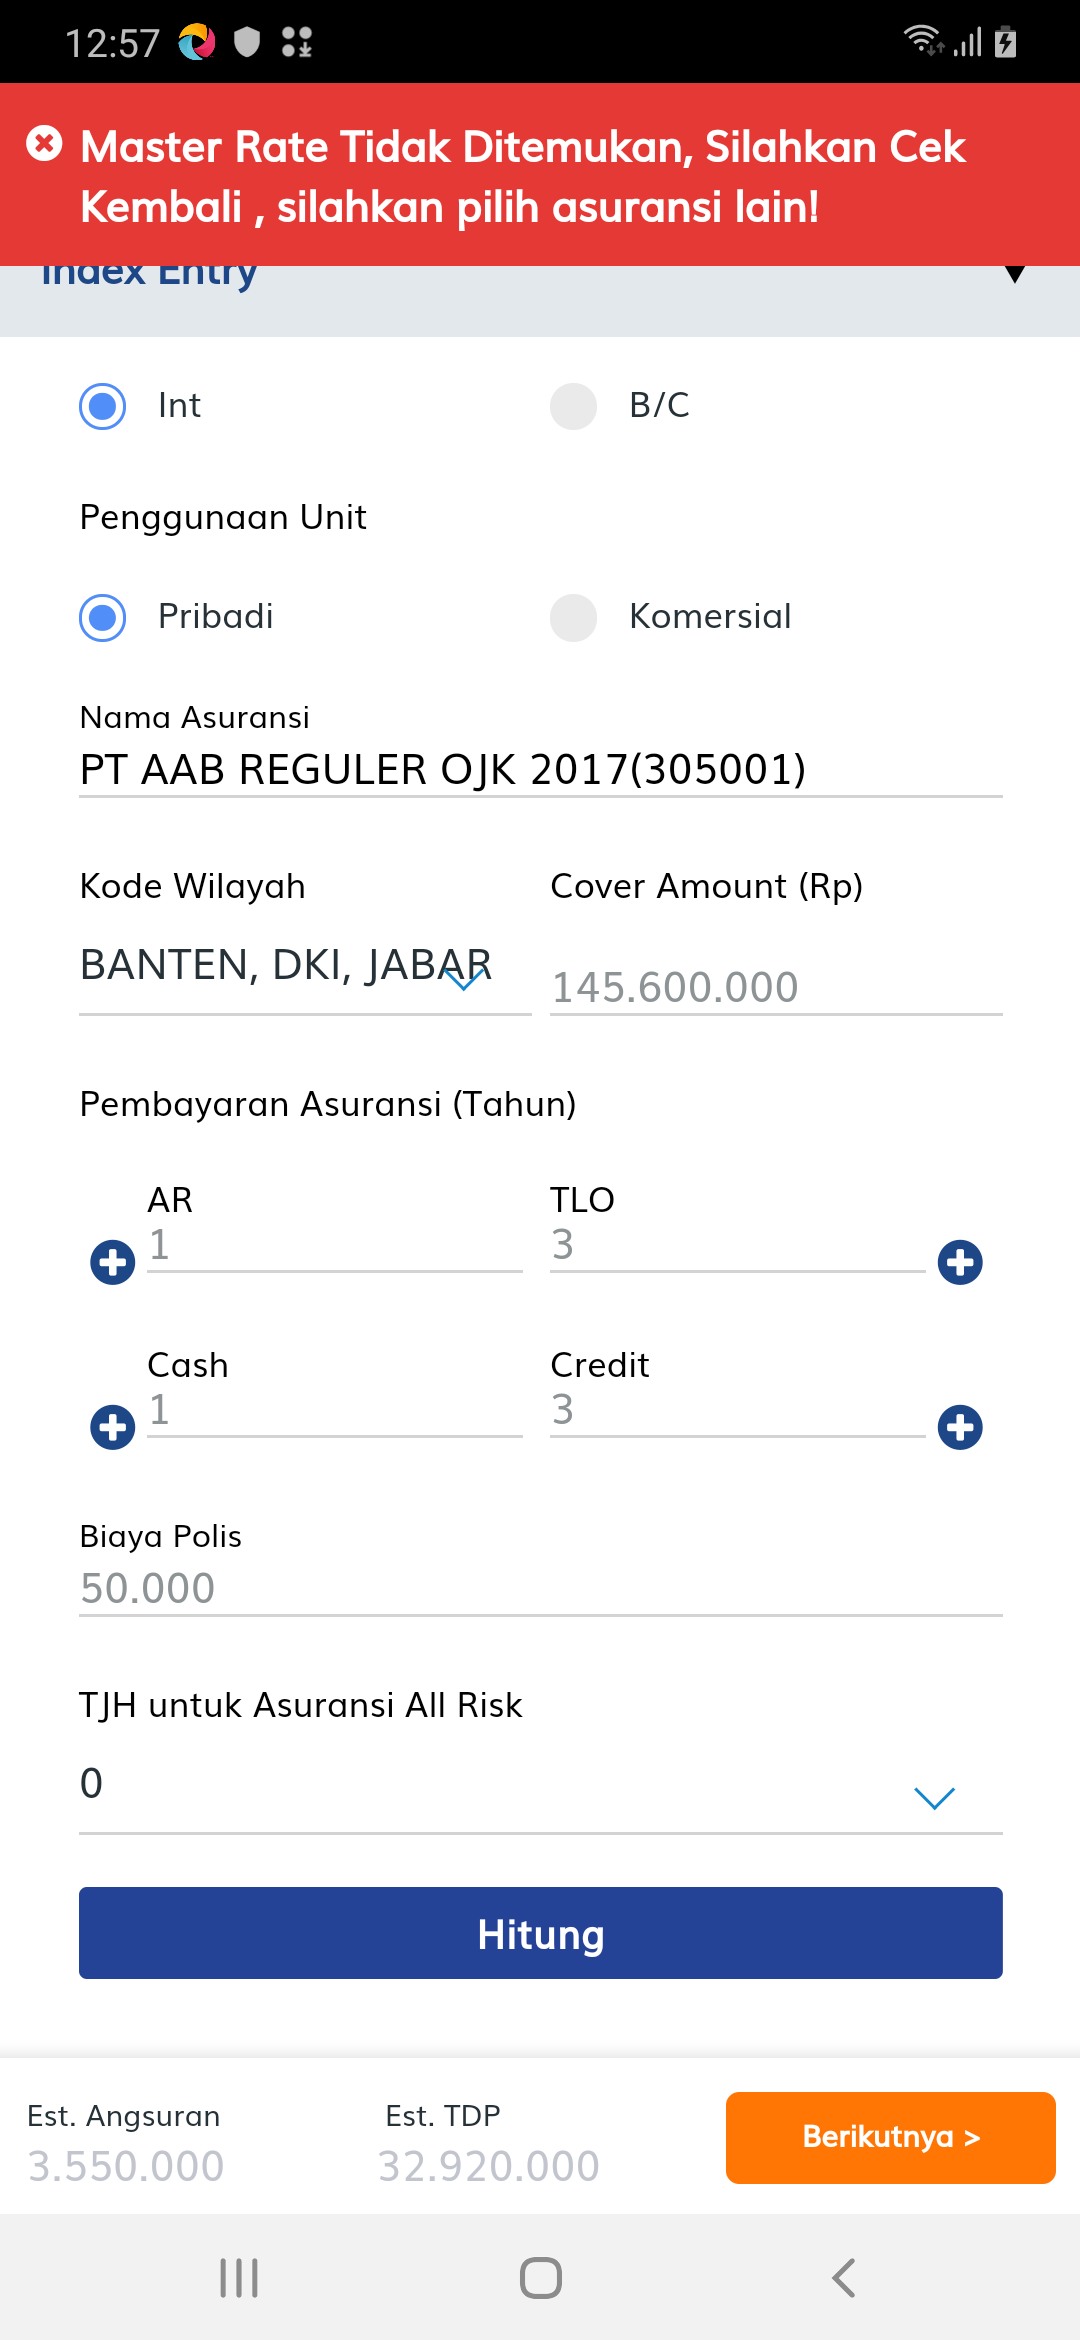 12:57
Master Rate Tidak Ditemukan, Silahkan Cek
Kembali , silahkan pilih asuransi lain!
Index Entry
Int
B/C
Penggunaan Unit
Pribadi
Komersial
Nama Asuransi
PT AAB REGULER OJK 2017(305001)
Kode Wilayah
Cover Amount (Rp)
BANTEN, DKI, JABAR
145.600.000
Pembayaran Asuransi (Tahun)
AR
TLO
1
3
Cash
Credit
1
3
Biaya Polis
50.000
TJH untuk Asuransi All Risk
0
Hitung
Est. Angsuran
Est. TDP
3.550.000
32.920.000
Berikutnya >